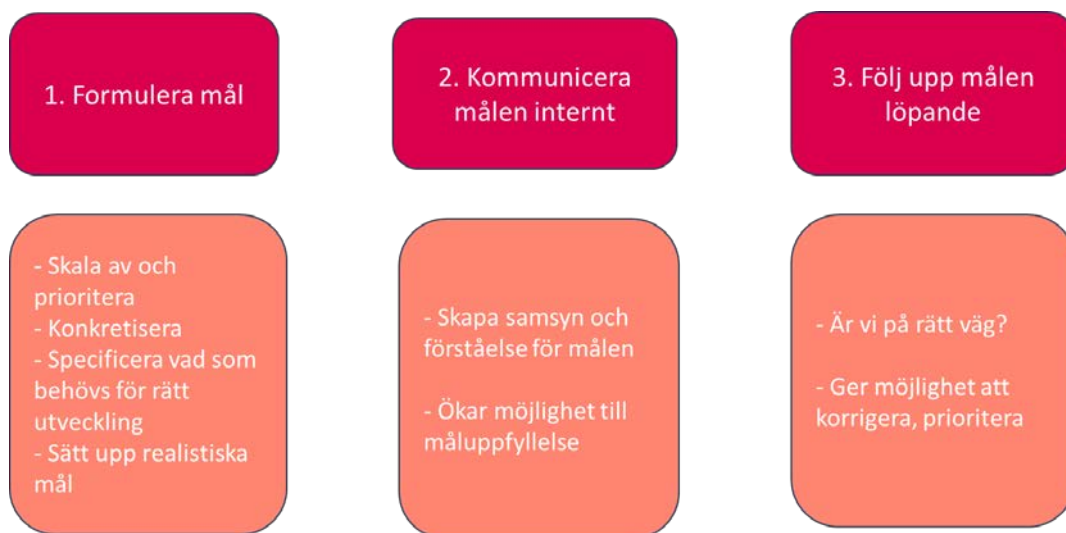 1. Formulera mål
2. Kommunicera
målen internt
3. Följ upp målen
löpande
- Skala av och
prioritera
- Konkretisera
- Specificera vad som
behövs för rätt
utveckling
- Sätt upp realistiska
mål
- Skapa samsyn och
förståelse för målen
- Ökar möjlighet till
måluppfyllelse
- Är vi på rätt väg?
- Ger möjlighet att
korrigera, prioritera